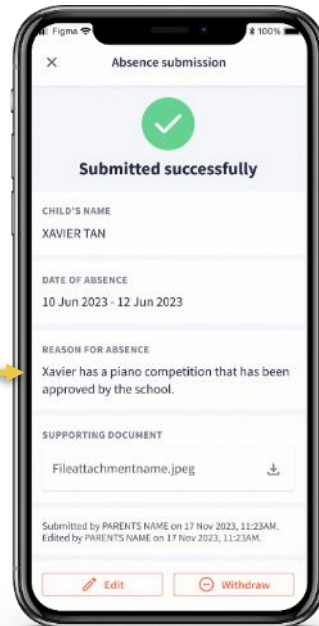 Figma 100%
Absence submission
Submitted successfully
CHILD'S NAME
XAVIER TAN
DATE OF ABSENCE
10 Jun 2023 - 12 Jun 2023
REASON FOR ABSENCE
Xavier has a piano competition that has been
approved by the school.
SUPPORTING DOCUMENT
Fileattachmentname.jpeg
Submitted by PARENTS NAME on 17 Nov 2023, 11:23AM.
Edited by PARENTS NAME on 17 Nov 2023, 11:23AM.
Edit Withdraw